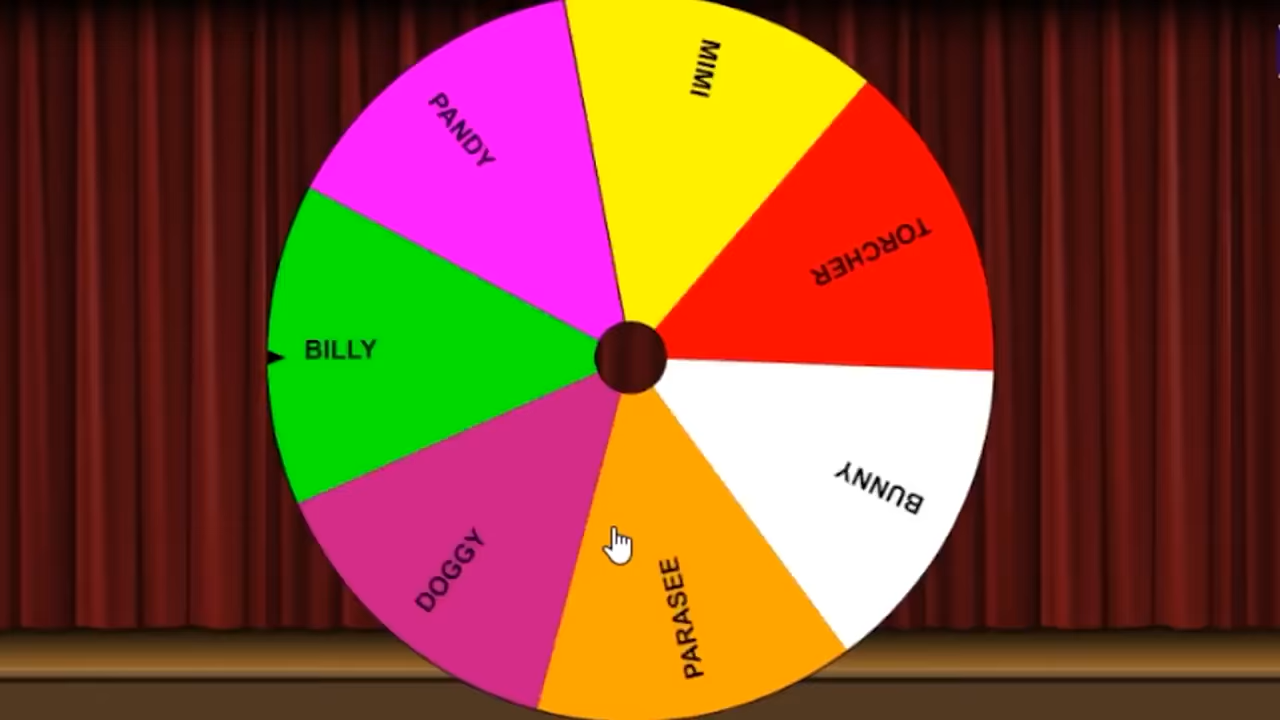 MIMI
PANDY
TORCHER
BILLY
BUNNY
DOGGY
PARASEE